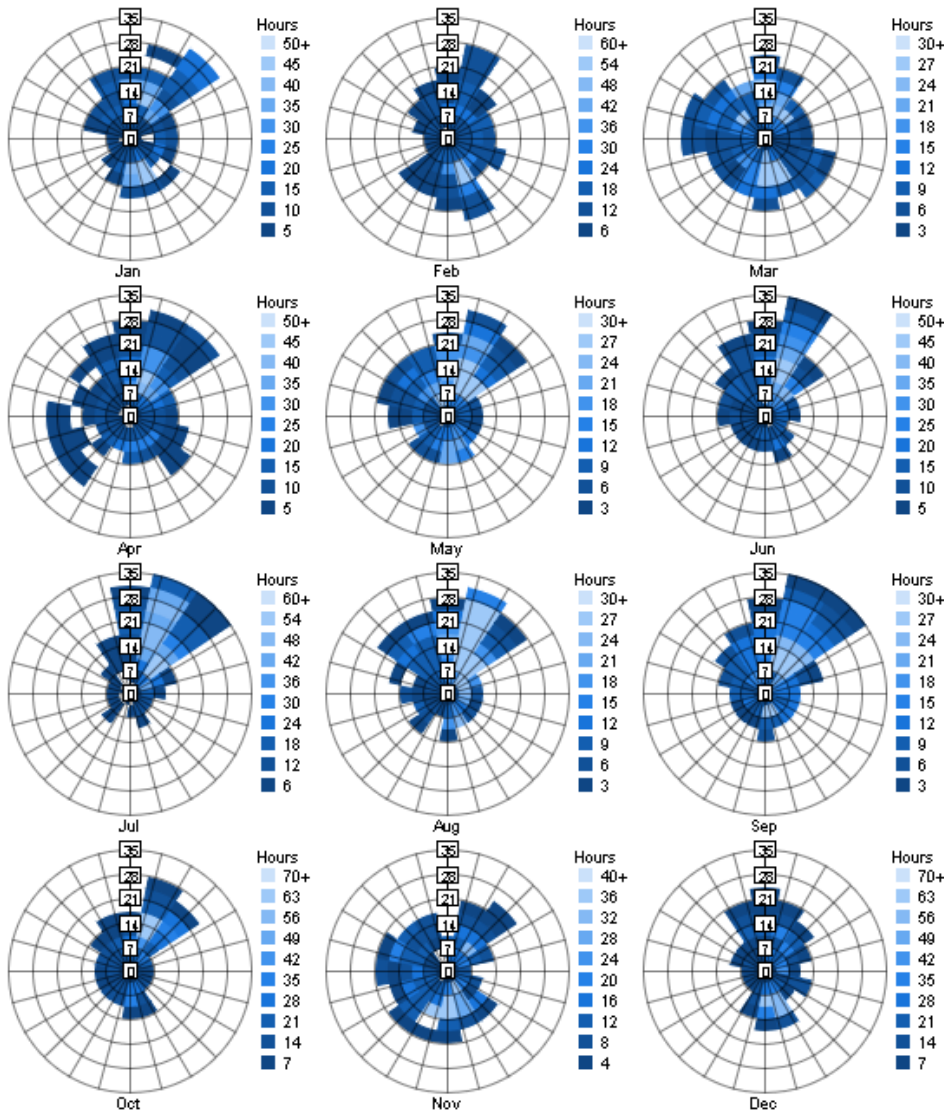 35 Hours 35 Hours 35 Hours
28 50+ 28 60+ 28 30+
21 45 21 54 21 27
14 40 14 48 14 24
7 35 7 42 7 21
0 30 0 36 0 18
25 30 15
20 24 12
15 18 9
10 12 6
5 6 3
Jan Feb Mar
35 Hours 35 Hours 35 Hours
28 50+ 28 30+ 28 50+
21 45 21 27 21 45
14 40 14 24 14 40
7 35 7 21 7 35
0 30 0 18 0 30
25 15 25
20 12 20
15 9 15
10 6 10
5 3 5
Apr May Jun
35 Hours 35 Hours 35 Hours
28 60+ 28 30+ 28 30+
21 54 21 27 21 27
14 48 14 24 14 24
7 42 7 21 7 21
0 36 0 18 0 18
30 15 15
24 12 12
18 9 9
12 6 6
6 3 3
Jul Aug Sep
35 Hours 35 Hours 35 Hours
28 70+ 28 40+ 28 70+
21 63 21 36 21 63
14 56 14 32 14 56
7 49 7 28 7 49
0 42 0 24 0 42
35 20 35
28 16 28
21 12 21
14 8 14
7 4 7
Oct Nov Dec